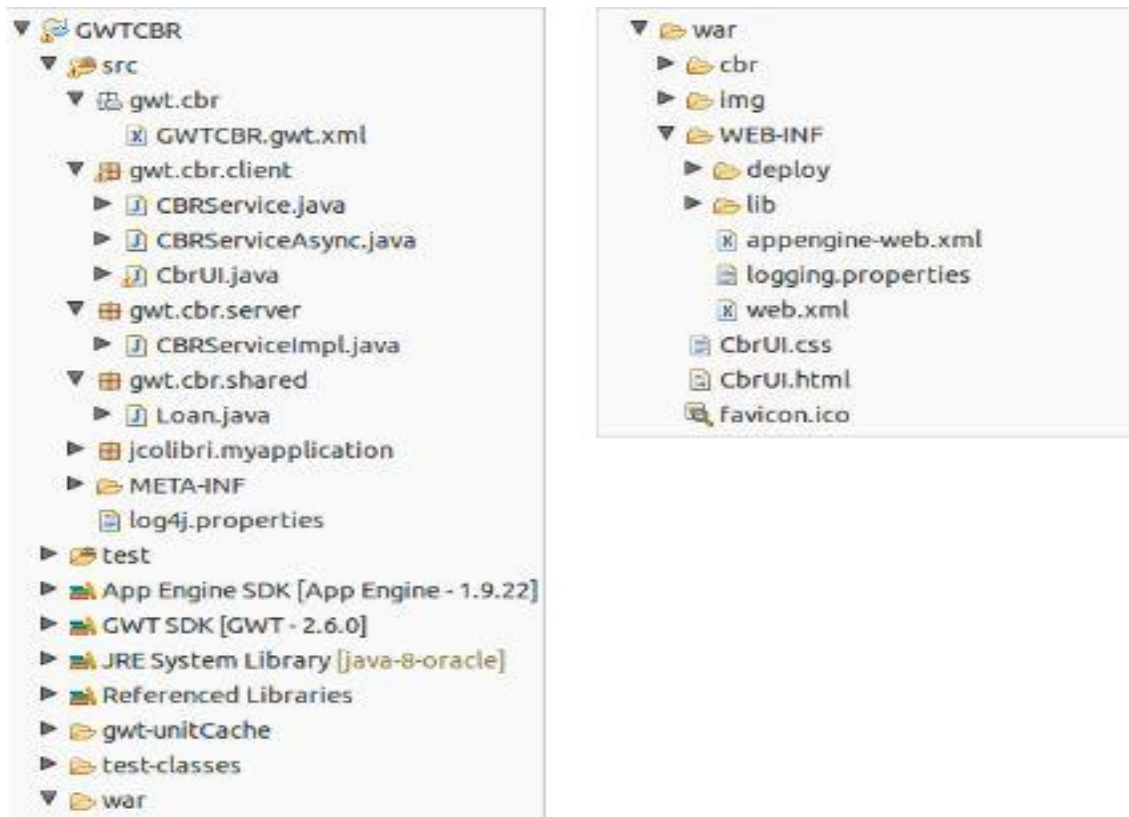 GWTCBR
src
gwt.cbr
GWTCBR.gwt.xml
gwt.cbr.client
CBRService.java
CBRServiceAsync.java
CbrUI.java
gwt.cbr.server
CBRServiceImpl.java
gwt.cbr.shared
Loan.java
jcolibri.myapplication
META-INF
log4j.properties
test
App Engine SDK [App Engine - 1.9.22]
GWT SDK [GWT - 2.6.0]
JRE System Library [java-8-oracle]
Referenced Libraries
gwt-unitCache
test-classes
war
war
cbr
img
WEB-INF
deploy
lib
appengine-web.xml
logging.properties
web.xml
CbrUI.css
CbrUI.html
favicon.ico